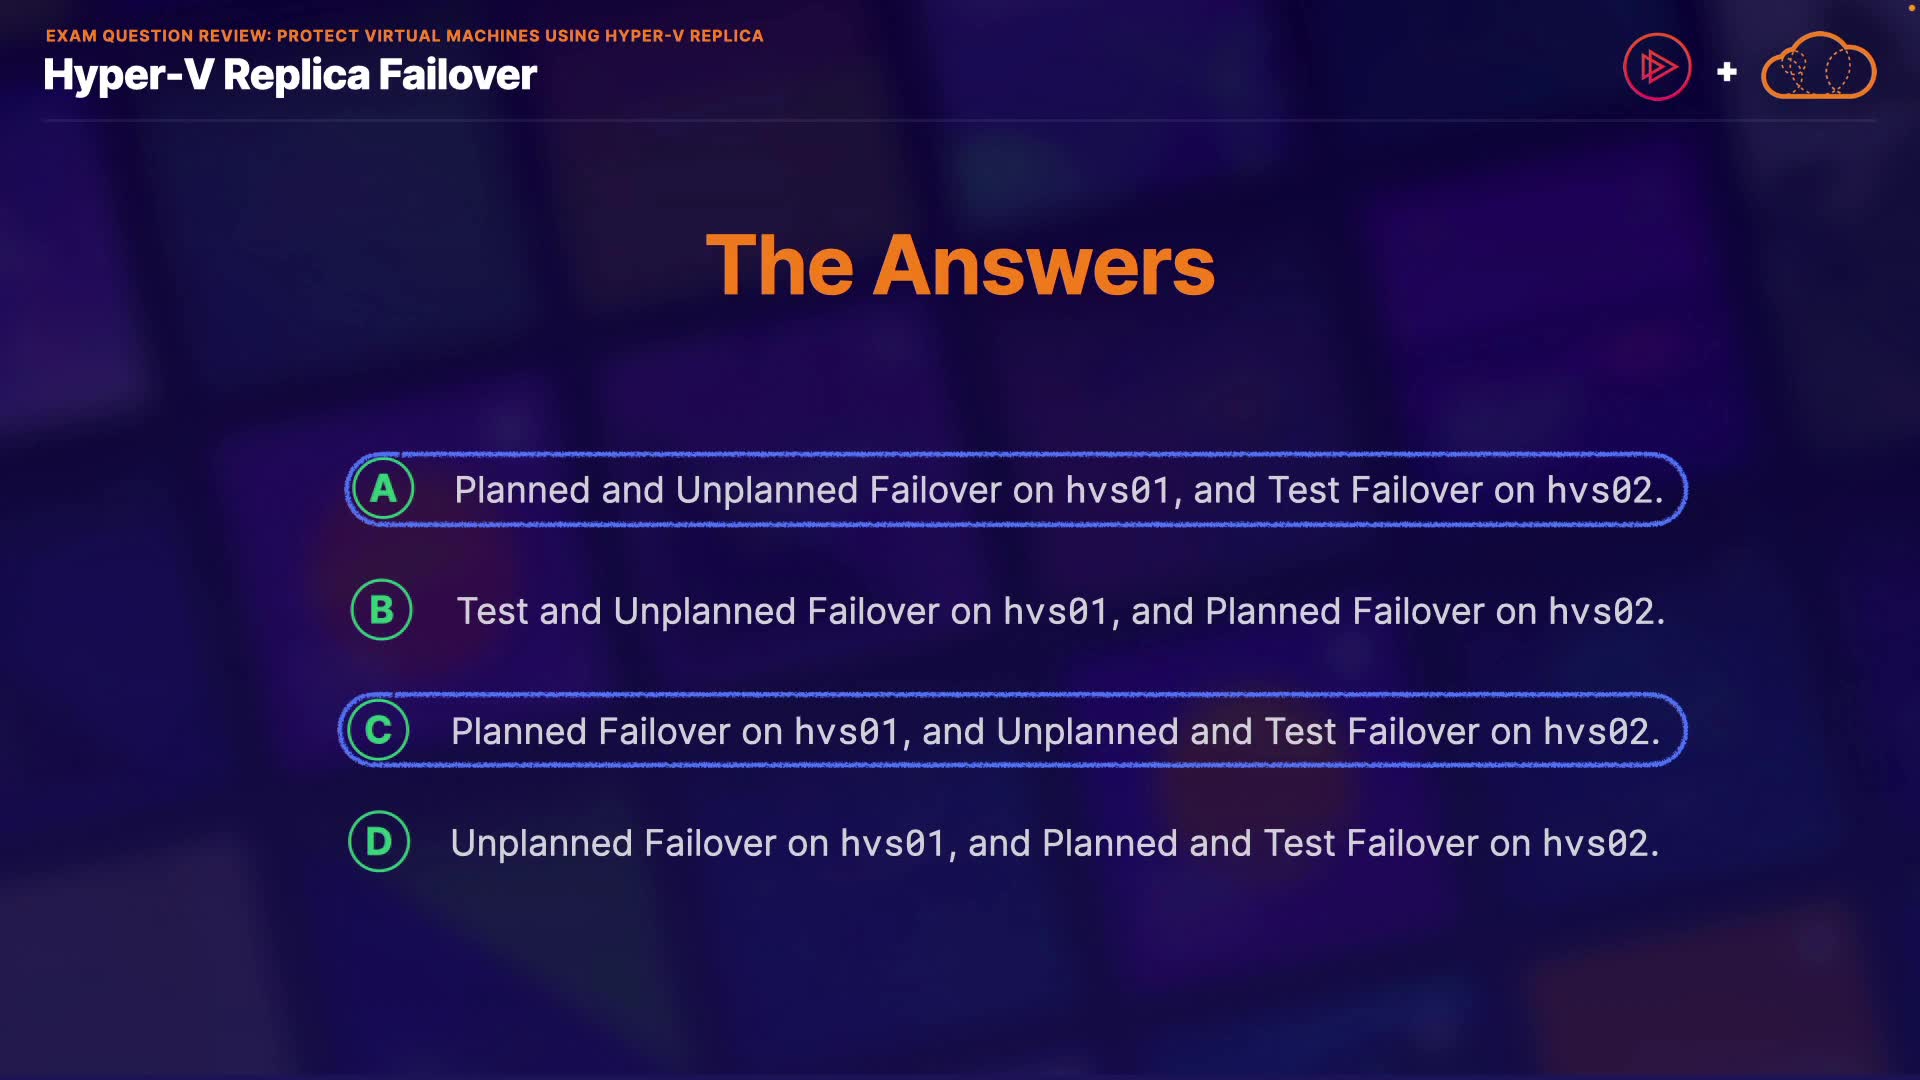 EXAM QUESTION REVIEW: PROTECT VIRTUAL MACHINES USING HYPER-V REPLICA
Hyper-V Replica Failover
+
The Answers
A Planned and Unplanned Failover on hvs01, and Test Failover on hvs02.
B Test and Unplanned Failover on hvs01, and Planned Failover on hvs02.
C Planned Failover on hvs01, and Unplanned and Test Failover on hvs02.
D Unplanned Failover on hvs01, and Planned and Test Failover on hvs02.